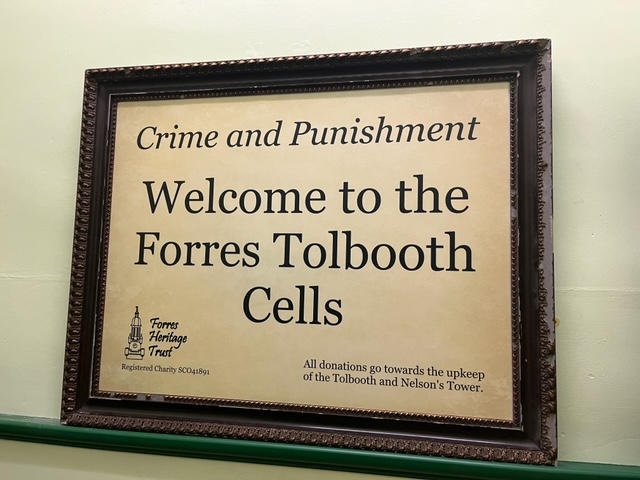 Crime and Punishment
Welcome to the
Forres Tolbooth
Cells
Forres
Heritage
Trust
Registered Charity SCO41891
All donations go towards the upkeep
of the Tolbooth and Nelson's Tower.